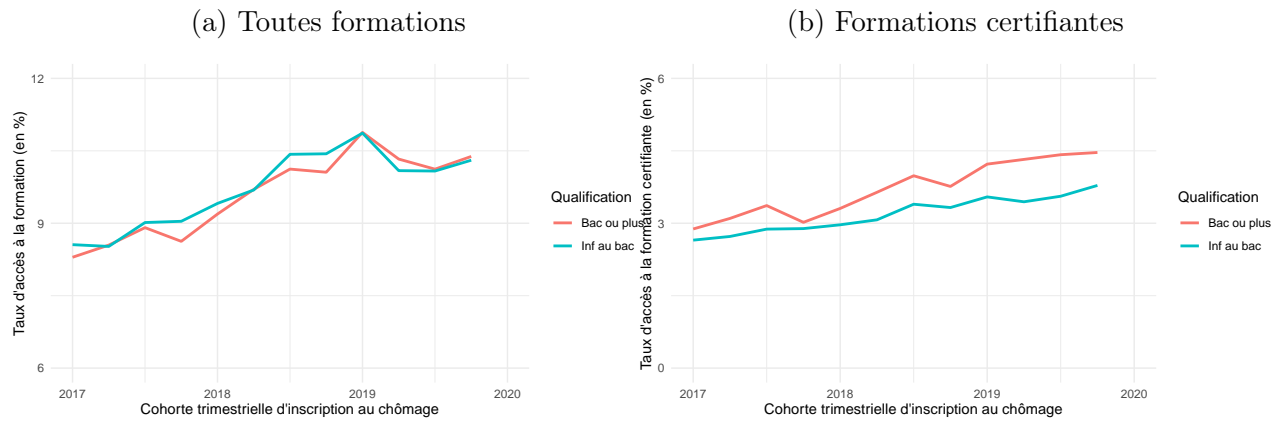 (a) Toutes formations
Taux d'accès à la formation (en %)
12
9
6
2017
2018
2019
2020
Cohorte trimestrielle d'inscription au chômage
Qualification
Bac ou plus
Inf au bac
(b) Formations certifiantes
Taux d'accès à la formation certifiante (en %)
6
3
0
2017
2018
2019
2020
Cohorte trimestrielle d'inscription au chômage
Qualification
Bac ou plus
Inf au bac